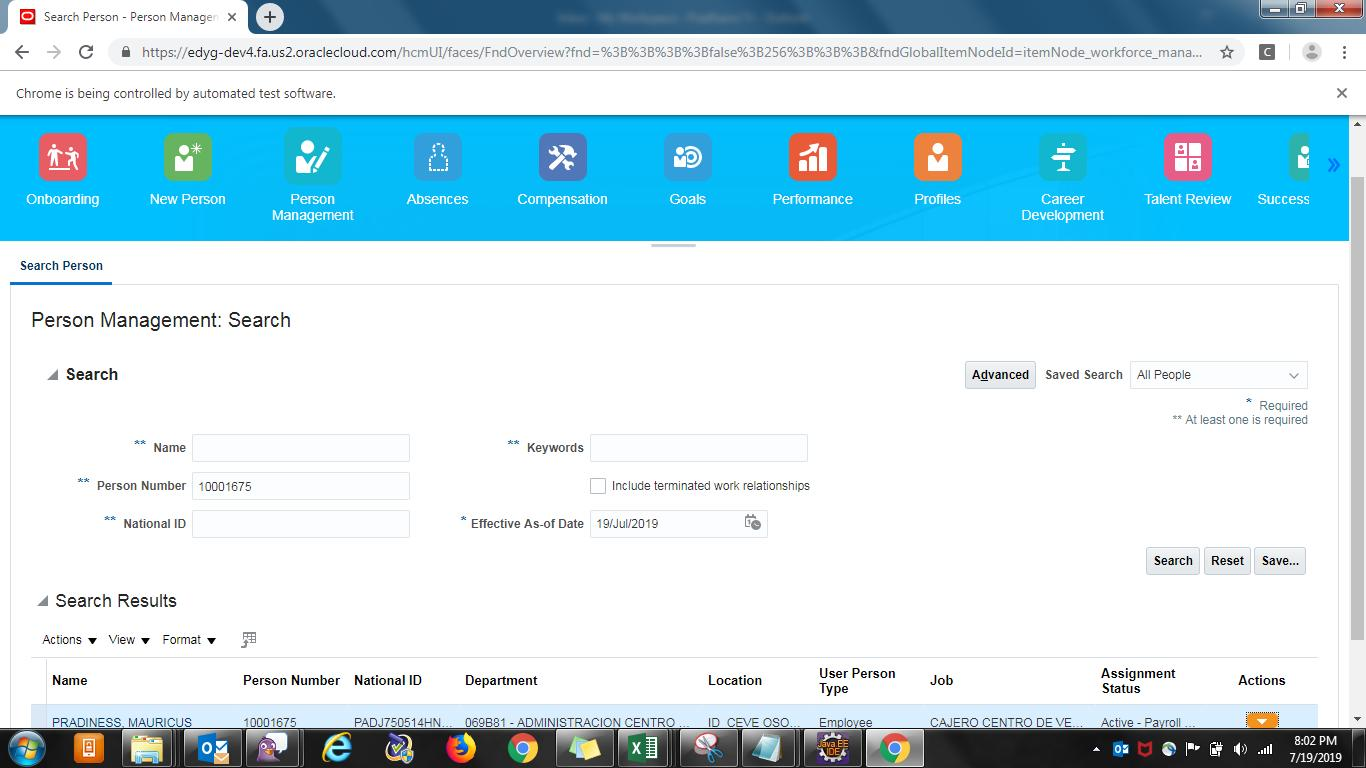 Search Person - Person Managen
https://edyg-dev4.fa.us2.oraclecloud.com/hcmUI/faces/FndOverview?fnd=%3B%3B%3B%3Bfalse%3B256%3B%3B%3B&fndGlobalItemNodeId=itemNode_workforce_mana...
C
Chrome is being controlled by automated test software.
Onboarding
New Person
Person Management
Absences
Compensation
Goals
Performance
Profiles
Career Development
Talent Review
Success
Search Person
Person Management: Search
Search
Advanced
Saved Search All People
* Required
** At least one is required
** Name
** Keywords
** Person Number 10001675
Include terminated work relationships
** National ID
* Effective As-of Date 19/Jul/2019
Search Reset Save...
Search Results
Actions View Format
Name Person Number National ID Department Location User Person Type Job Assignment Status Actions
PRADINESS, MAURICUS 10001675 PADJ750514HN... 069B81 - ADMINISTRACION CENTRO ... ID_CEVE OSO... Employee CAJERO CENTRO DE VE... Active - Payroll ...
Java EE
IDE
8:02 PM
7/19/2019